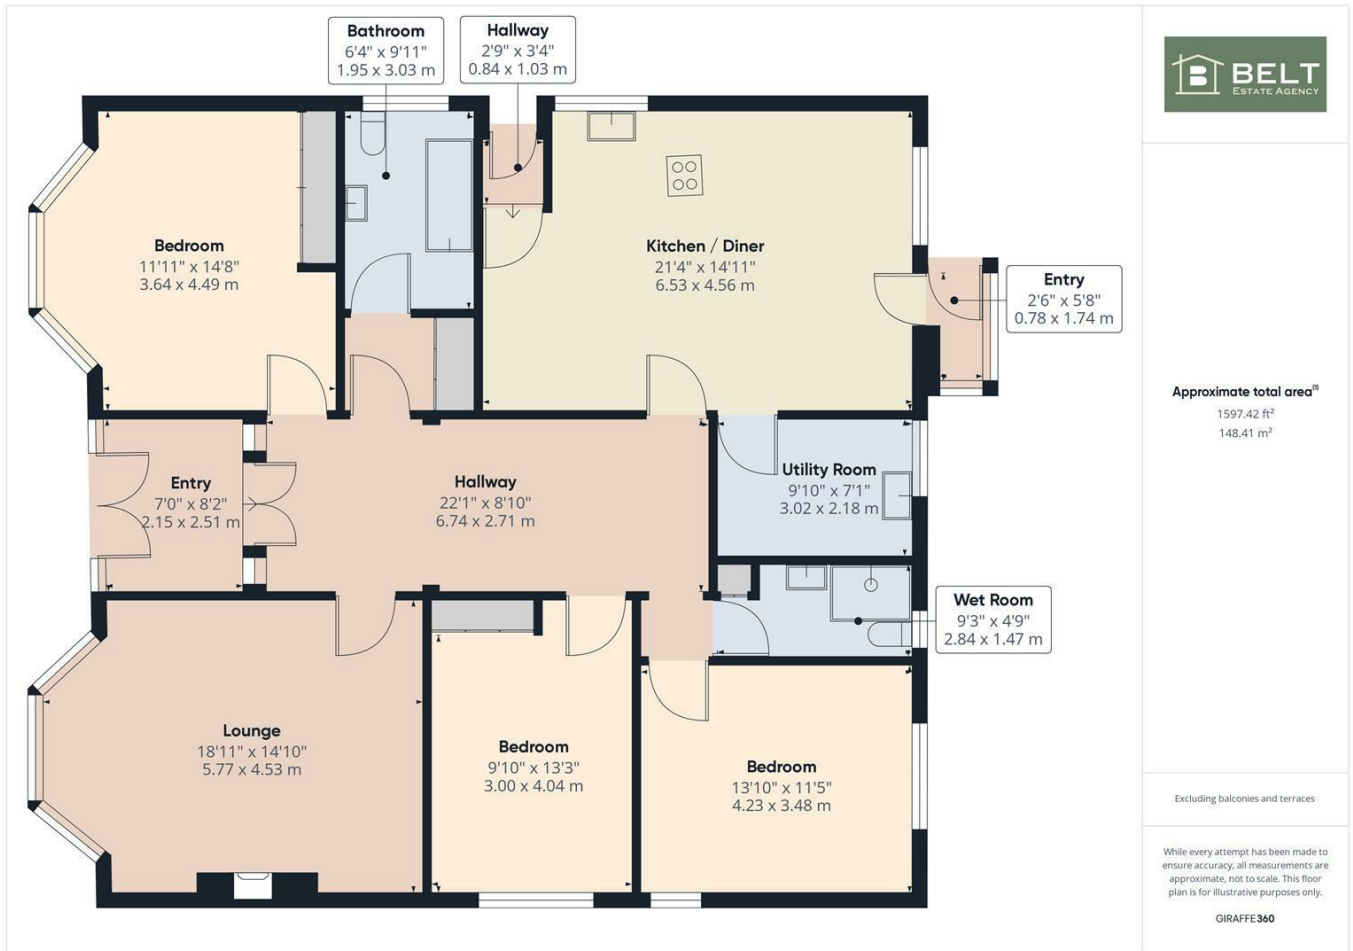 Bathroom
6'4" x 9'11"
1.95 x 3.03 m
Hallway
2'9" x 3'4"
0.84 x 1.03 m
BELT
ESTATE AGENCY
Bedroom
11'11" x 14'8"
3.64 x 4.49 m
Kitchen / Diner
21'4" x 14'11"
6.53 x 4.56 m
Entry
2'6" x 5'8"
0.78 x 1.74 m
Approximate total area⁽¹⁾
1597.42 ft²
148.41 m²
Entry
7'0" x 8'2"
2.15 x 2.51 m
Hallway
22'1" x 8'10"
6.74 x 2.71 m
Utility Room
9'10" x 7'1"
3.02 x 2.18 m
Wet Room
9'3" x 4'9"
2.84 x 1.47 m
Lounge
18'11" x 14'10"
5.77 x 4.53 m
Bedroom
9'10" x 13'3"
3.00 x 4.04 m
Bedroom
13'10" x 11'5"
4.23 x 3.48 m
Excluding balconies and terraces
While every attempt has been made to
ensure accuracy, all measurements are
approximate, not to scale. This floor
plan is for illustrative purposes only.
GIRAFFE360